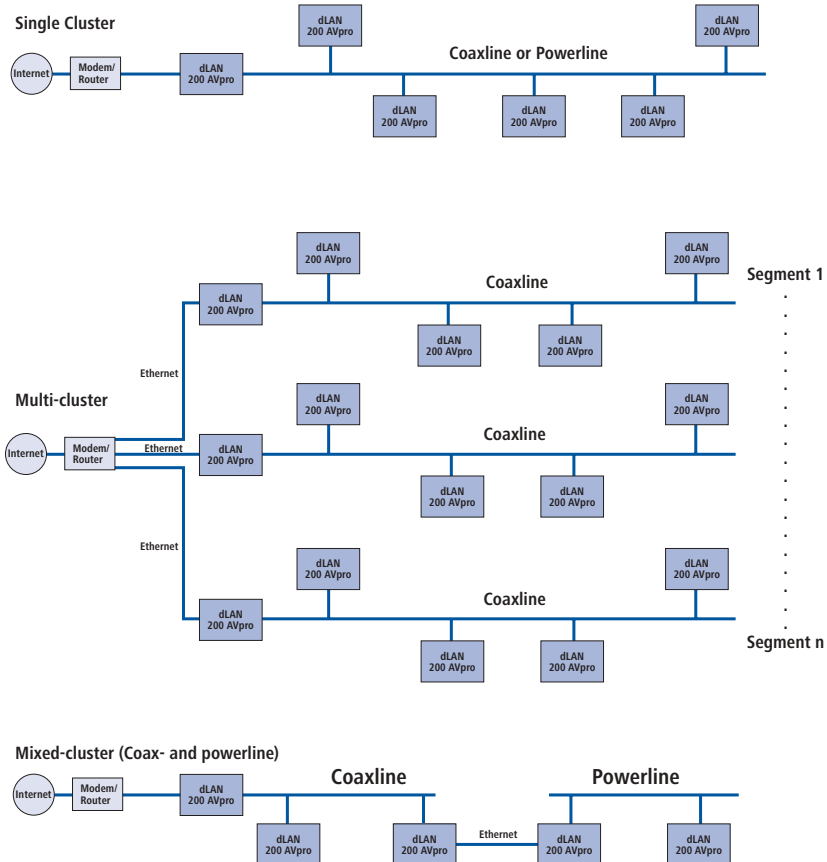 Single Cluster
dLAN
200 AVpro
dLAN
200 AVpro
Coaxline or Powerline
Internet
Modem/
Router
dLAN
200 AVpro
dLAN
200 AVpro
dLAN
200 AVpro
dLAN
200 AVpro
dLAN
200 AVpro
dLAN
200 AVpro
Coaxline
Segment 1
dLAN
200 AVpro
dLAN
200 AVpro
dLAN
200 AVpro
Ethernet
Multi-cluster
dLAN
200 AVpro
dLAN
200 AVpro
Coaxline
Internet
Modem/
Router
Ethernet
dLAN
200 AVpro
dLAN
200 AVpro
dLAN
200 AVpro
Ethernet
dLAN
200 AVpro
dLAN
200 AVpro
Coaxline
dLAN
200 AVpro
dLAN
200 AVpro
dLAN
200 AVpro
Segment n
Mixed-cluster (Coax- and powerline)
Coaxline
Powerline
Internet
Modem/
Router
dLAN
200 AVpro
Ethernet
dLAN
200 AVpro
dLAN
200 AVpro
dLAN
200 AVpro
dLAN
200 AVpro